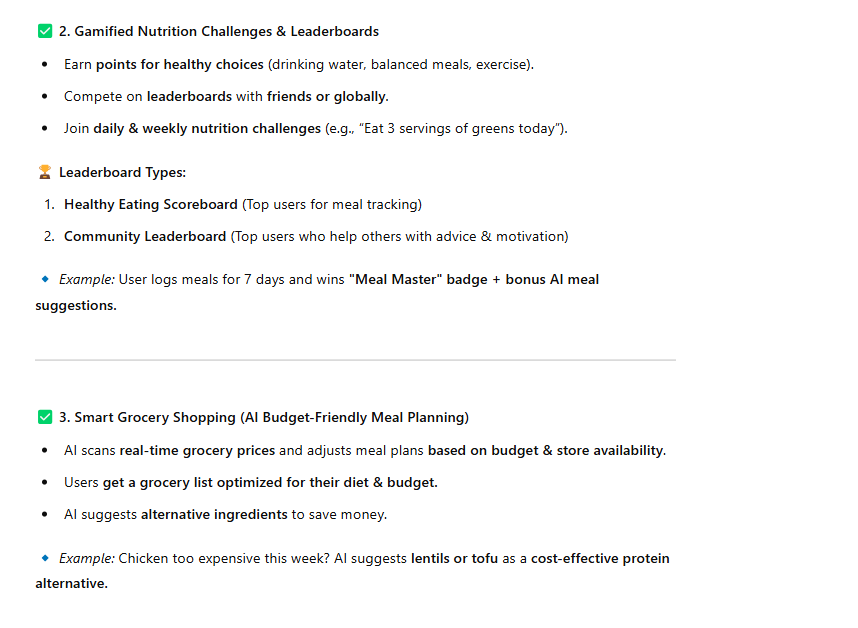 ✅ 2. Gamified Nutrition Challenges & Leaderboards
• Earn points for healthy choices (drinking water, balanced meals, exercise).
• Compete on leaderboards with friends or globally.
• Join daily & weekly nutrition challenges (e.g., “Eat 3 servings of greens today”).
🏆 Leaderboard Types:
1. Healthy Eating Scoreboard (Top users for meal tracking)
2. Community Leaderboard (Top users who help others with advice & motivation)
🔹 Example: User logs meals for 7 days and wins "Meal Master" badge + bonus AI meal
suggestions.
✅ 3. Smart Grocery Shopping (AI Budget-Friendly Meal Planning)
• AI scans real-time grocery prices and adjusts meal plans based on budget & store availability.
• Users get a grocery list optimized for their diet & budget.
• AI suggests alternative ingredients to save money.
🔹 Example: Chicken too expensive this week? AI suggests lentils or tofu as a cost-effective protein
alternative.